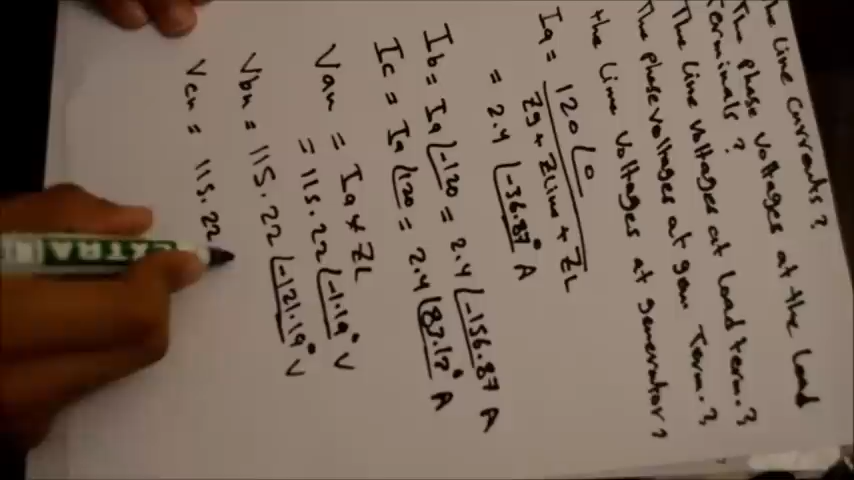 he line currents?
The phase voltages at the load
terminals?
The line voltages at load term.?
The phase voltages at gen term.?
the line voltages at generator?
Ia = 120∠0 / Zg + Zline + ZL
= 2.4 ∠-36.87° A
Ib = Ia ∠-120 = 2.4 ∠-156.87 A
Ic = Ia ∠120 = 2.4 ∠83.13° A
Van = Ia * ZL
= 115.22 ∠-1.19° V
Vbn = 115.22 ∠-121.19° V
Vcn = 115.22
EXTRA